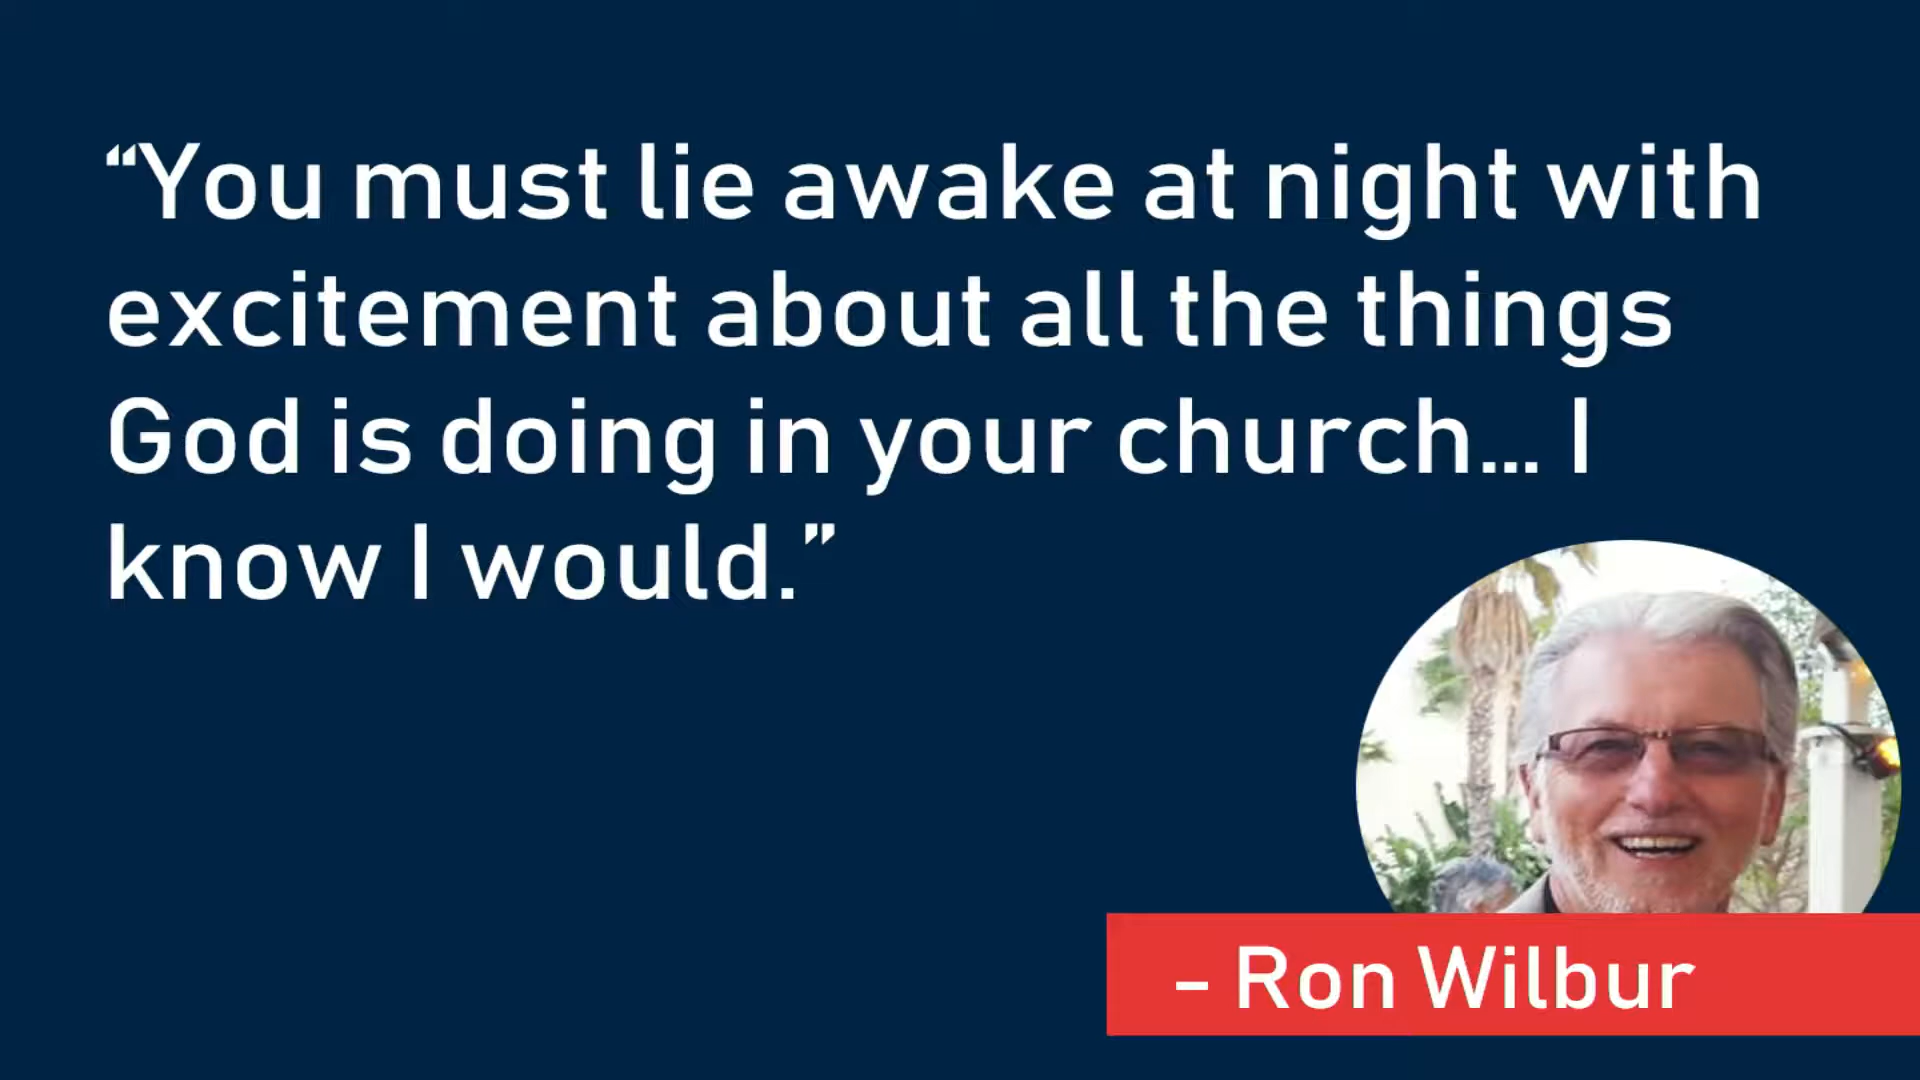 “You must lie awake at night with
excitement about all the things
God is doing in your church... I
know I would.”
– Ron Wilbur